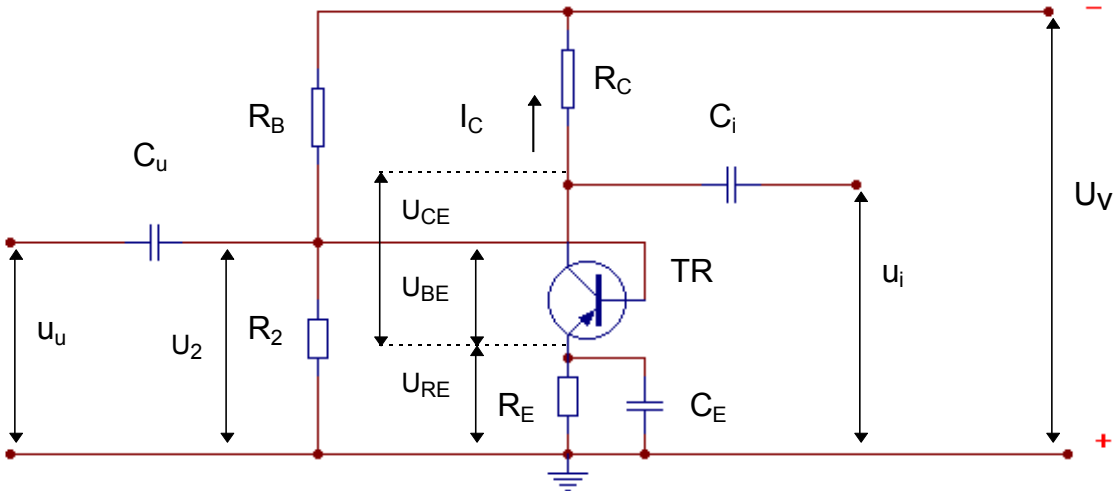 −
R_C
R_B
I_C
C_i
C_u
U_V
U_CE
TR
U_BE
u_i
u_u
U_2
R_2
U_RE
R_E
C_E
+